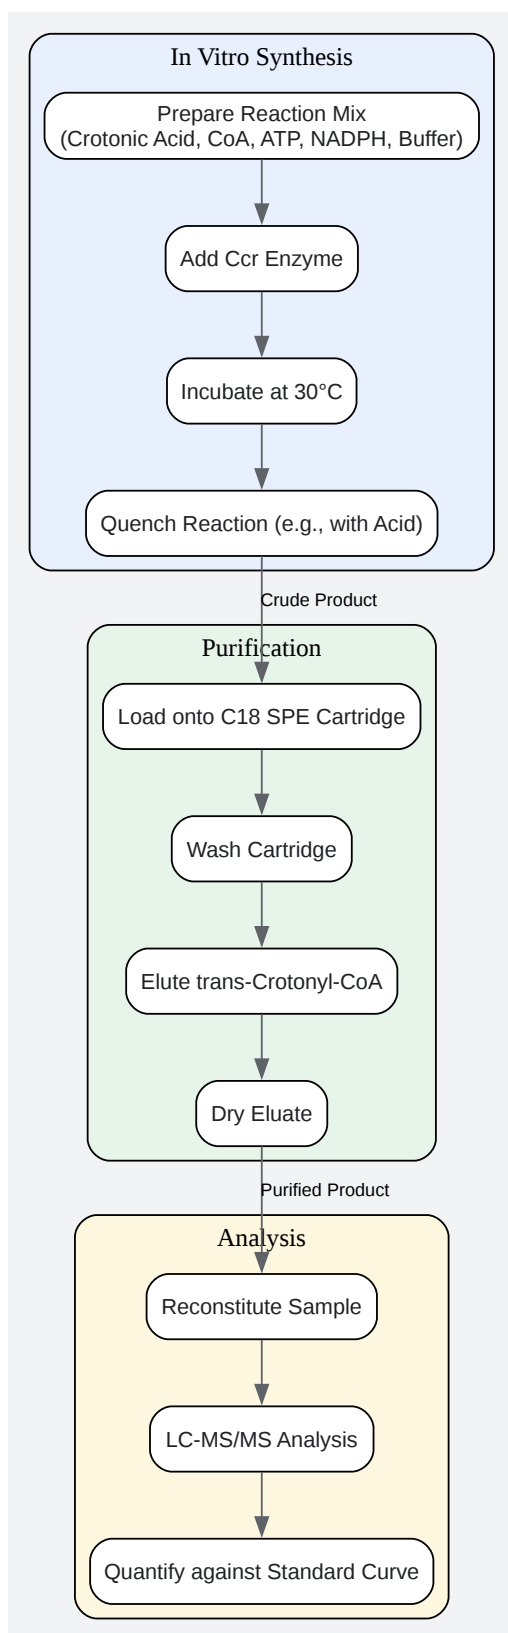 In Vitro Synthesis
Prepare Reaction Mix
(Crotonic Acid, CoA, ATP, NADPH, Buffer)
Add Ccr Enzyme
Incubate at 30°C
Quench Reaction (e.g., with Acid)
Crude Product
Purification
Load onto C18 SPE Cartridge
Wash Cartridge
Elute trans-Crotonyl-CoA
Dry Eluate
Purified Product
Analysis
Reconstitute Sample
LC-MS/MS Analysis
Quantify against Standard Curve